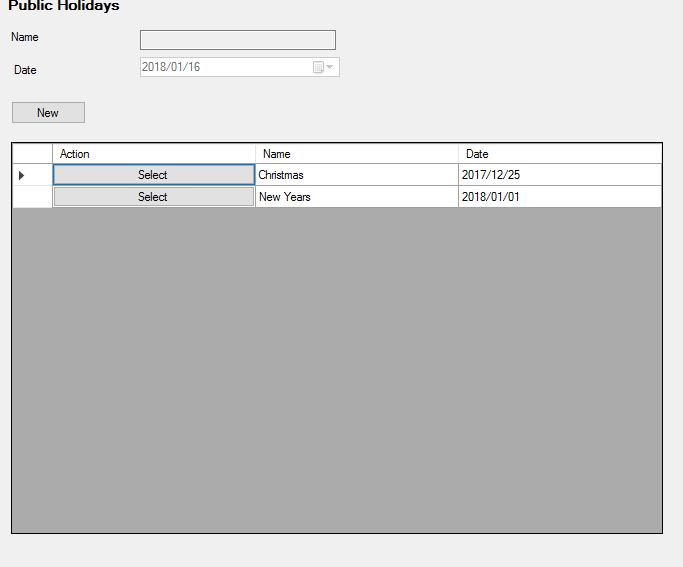 Public Holidays
Name
Date 2018/01/16
New
Action Name Date
Select Christmas 2017/12/25
Select New Years 2018/01/01